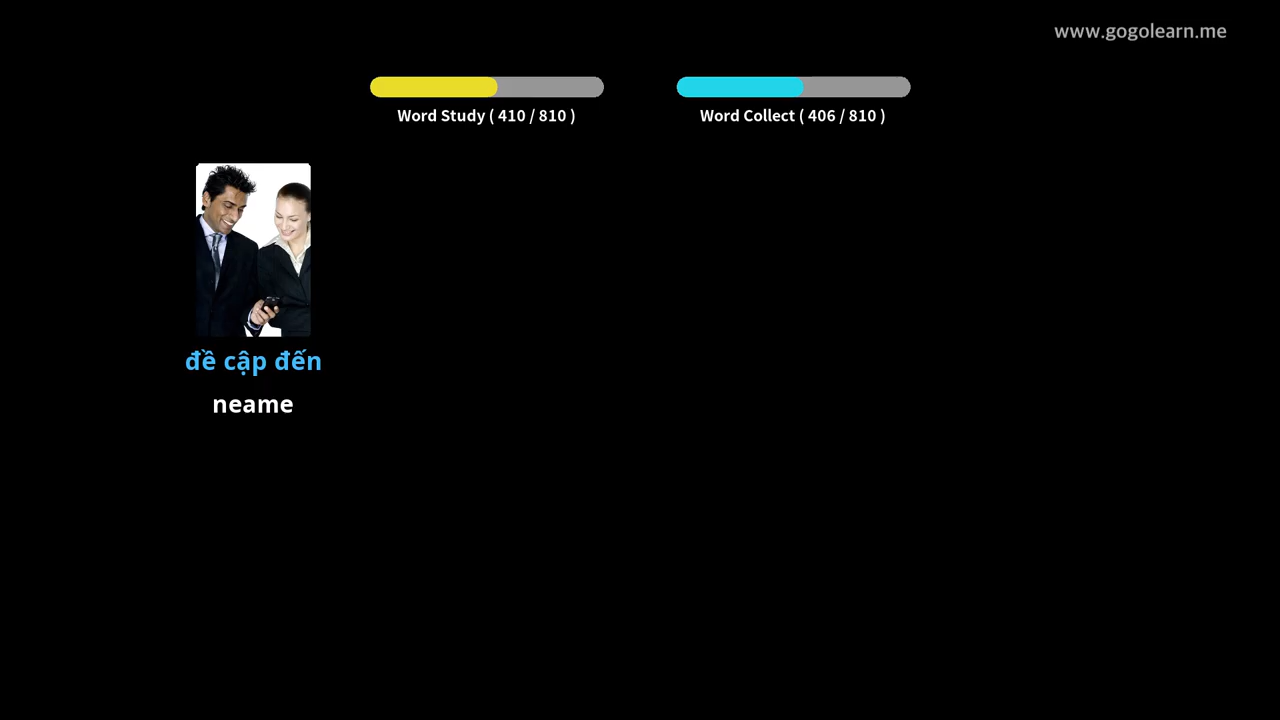 www.gogolearn.me
Word Study ( 410 / 810 )
Word Collect ( 406 / 810 )
đề cập đến
neame